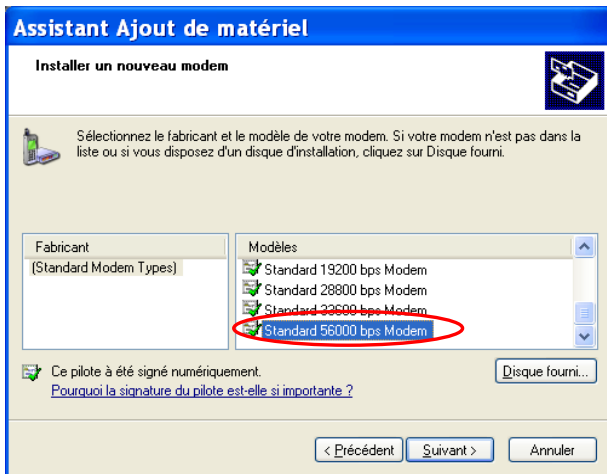 Assistant Ajout de matériel
Installer un nouveau modem
Sélectionnez le fabricant et le modèle de votre modem. Si votre modem n'est pas dans la
liste ou si vous disposez d'un disque d'installation, cliquez sur Disque fourni.
Fabricant
(Standard Modem Types)
Modèles
Standard 19200 bps Modem
Standard 28800 bps Modem
Standard 33600 bps Modem
Standard 56000 bps Modem
Ce pilote à été signé numériquement.
Pourquoi la signature du pilote est-elle si importante ?
Disque fourni...
< Précédent
Suivant >
Annuler